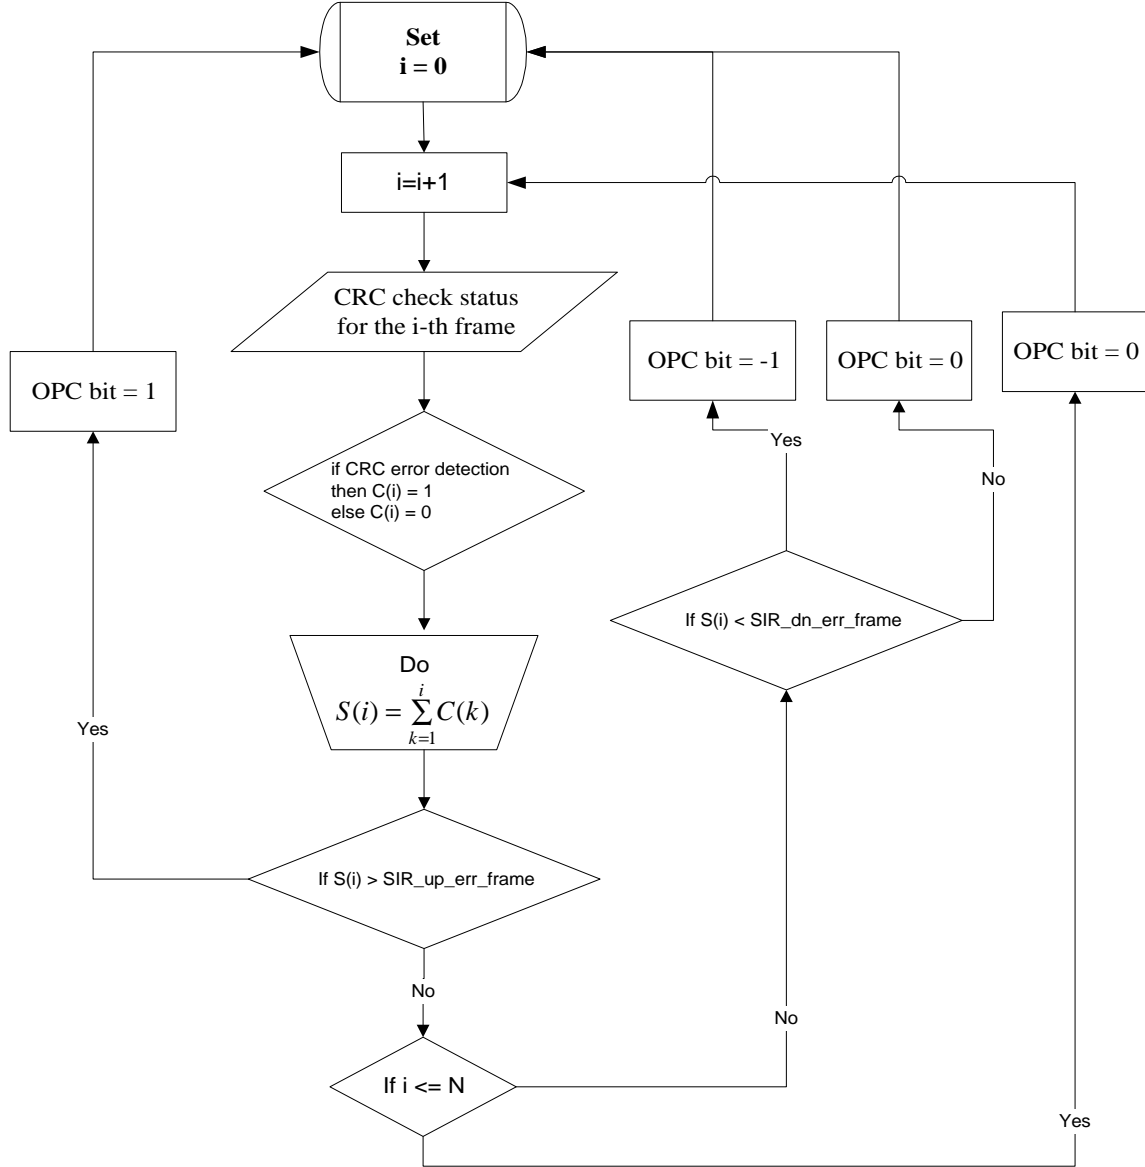 Set
i = 0
i=i+1
CRC check status
for the i-th frame
OPC bit = 1
OPC bit = -1
OPC bit = 0
OPC bit = 0
if CRC error detection
then C(i) = 1
else C(i) = 0
Yes
No
If S(i) < SIR_dn_err_frame
Do
S(i) = \sum_{k=1}^{i} C(k)
Yes
If S(i) > SIR_up_err_frame
No
No
If i <= N
Yes